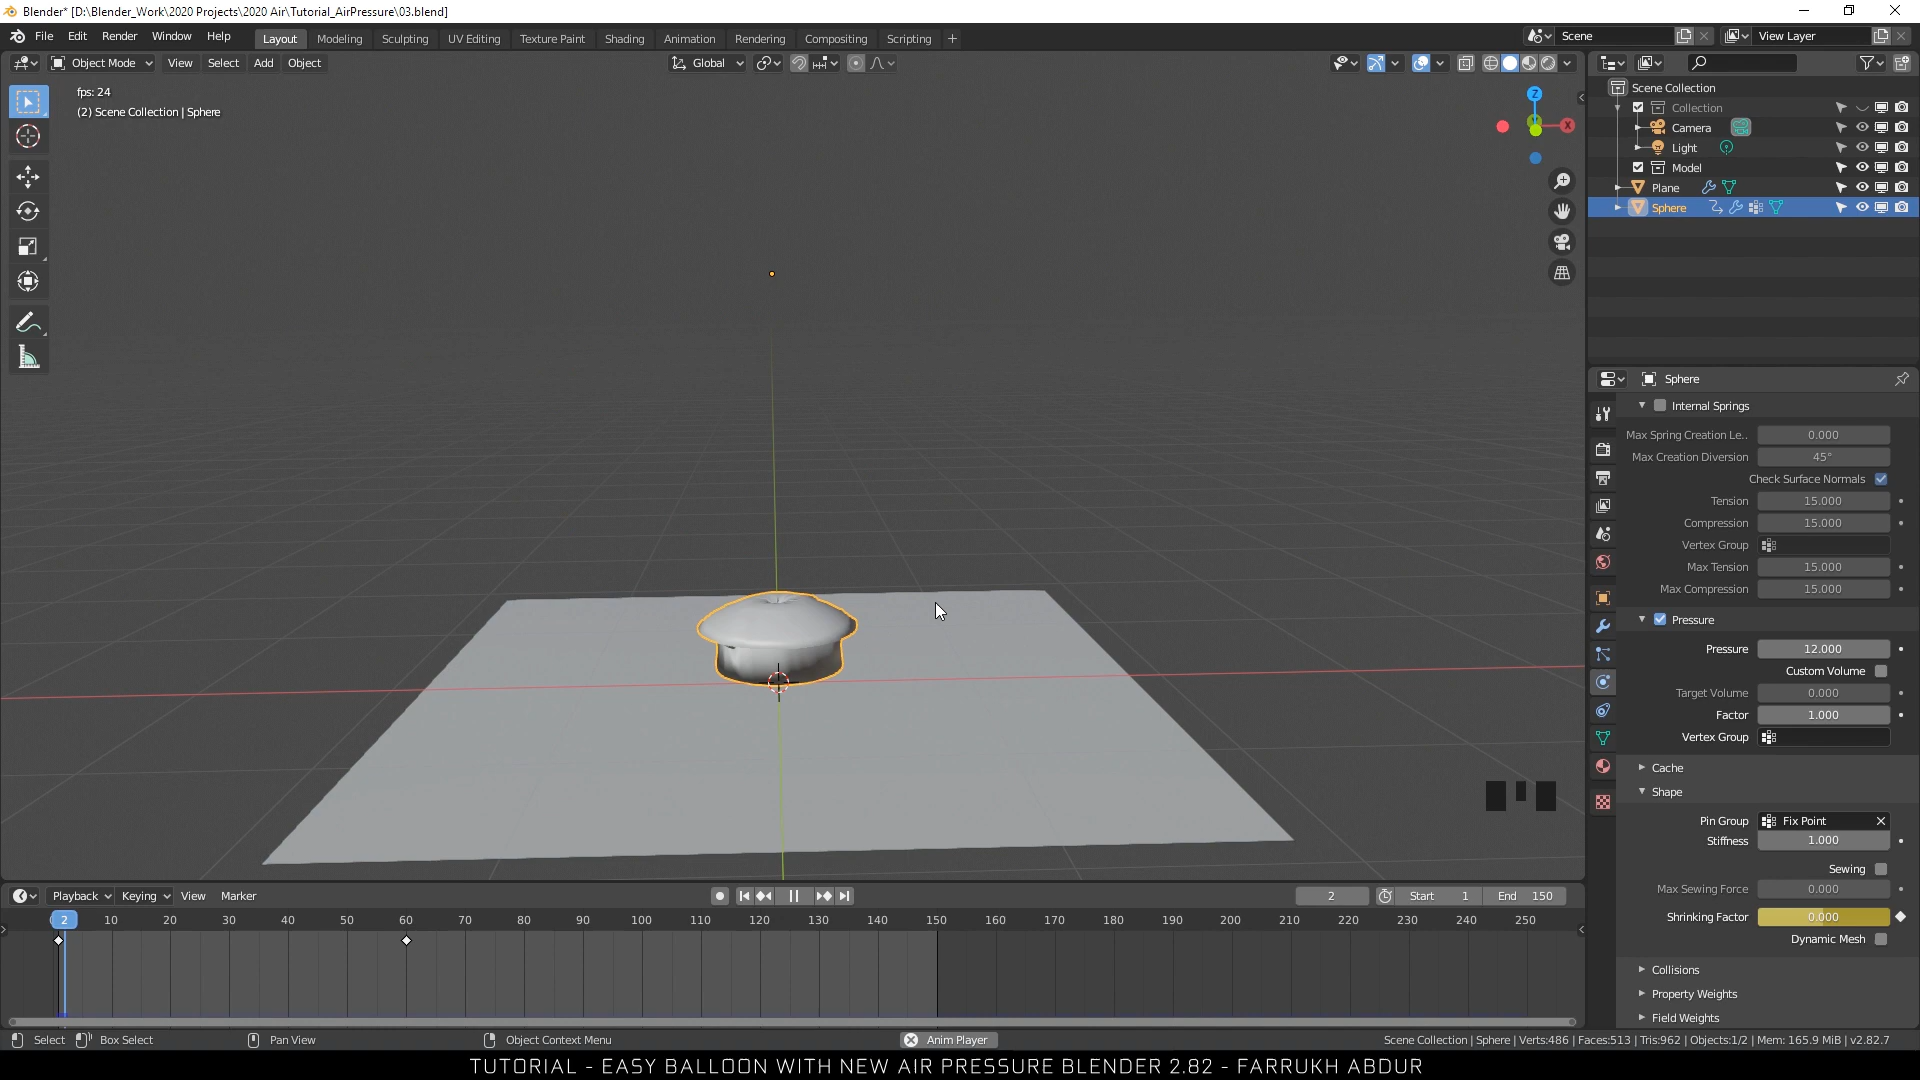 Blender* [D:\Blender_Work\2020 Projects\2020 Air\Tutorial_AirPressure\03.blend]
File Edit Render Window Help Layout Modeling Sculpting UV Editing Texture Paint Shading Animation Rendering Compositing Scripting + Scene View Layer
Object Mode View Select Add Object Global
fps: 24
(2) Scene Collection | Sphere
Z
X
Scene Collection
Collection
Camera
Light
Model
Plane
Sphere
Sphere
Internal Springs
Max Spring Creation Le.. 0.000
Max Creation Diversion 45°
Check Surface Normals
Tension 15.000
Compression 15.000
Vertex Group
Max Tension 15.000
Max Compression 15.000
Pressure
Pressure 12.000
Custom Volume
Target Volume 0.000
Factor 1.000
Vertex Group
Cache
Shape
Pin Group Fix Point
Stiffness 1.000
Sewing
Max Sewing Force 0.000
Shrinking Factor 0.000
Dynamic Mesh
Collisions
Property Weights
Field Weights
Playback Keying View Marker 2 Start 1 End 150
2 10 20 30 40 50 60 70 80 90 100 110 120 130 140 150 160 170 180 190 200 210 220 230 240 250
Select Box Select Pan View Object Context Menu Anim Player Scene Collection | Sphere | Verts:486 | Faces:513 | Tris:962 | Objects:1/2 | Mem: 165.9 MiB | v2.82.7
TUTORIAL - EASY BALLOON WITH NEW AIR PRESSURE BLENDER 2.82 - FARRUKH ABDUR